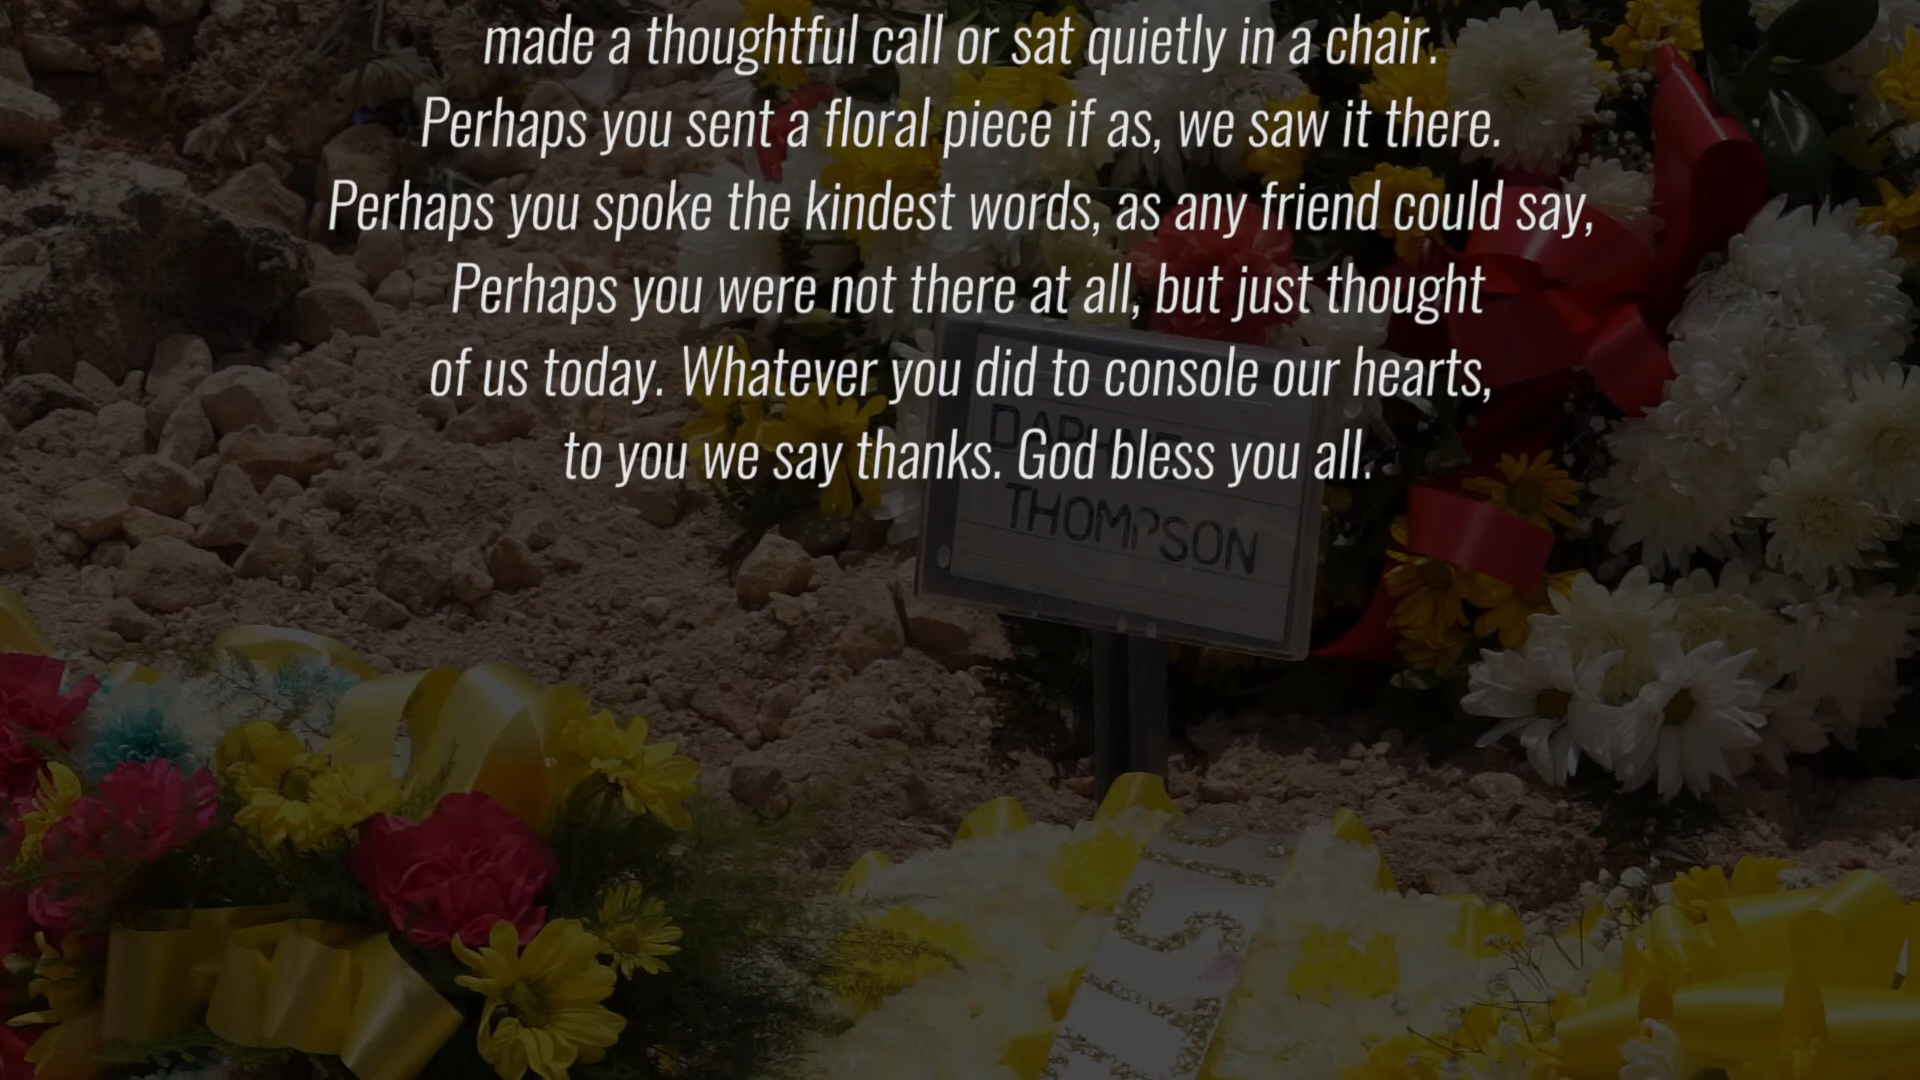 made a thoughtful call or sat quietly in a chair.
Perhaps you sent a floral piece if as, we saw it there.
Perhaps you spoke the kindest words, as any friend could say,
Perhaps you were not there at all, but just thought
of us today. Whatever you did to console our hearts,
to you we say thanks. God bless you all.
DAPHNE
THOMPSON